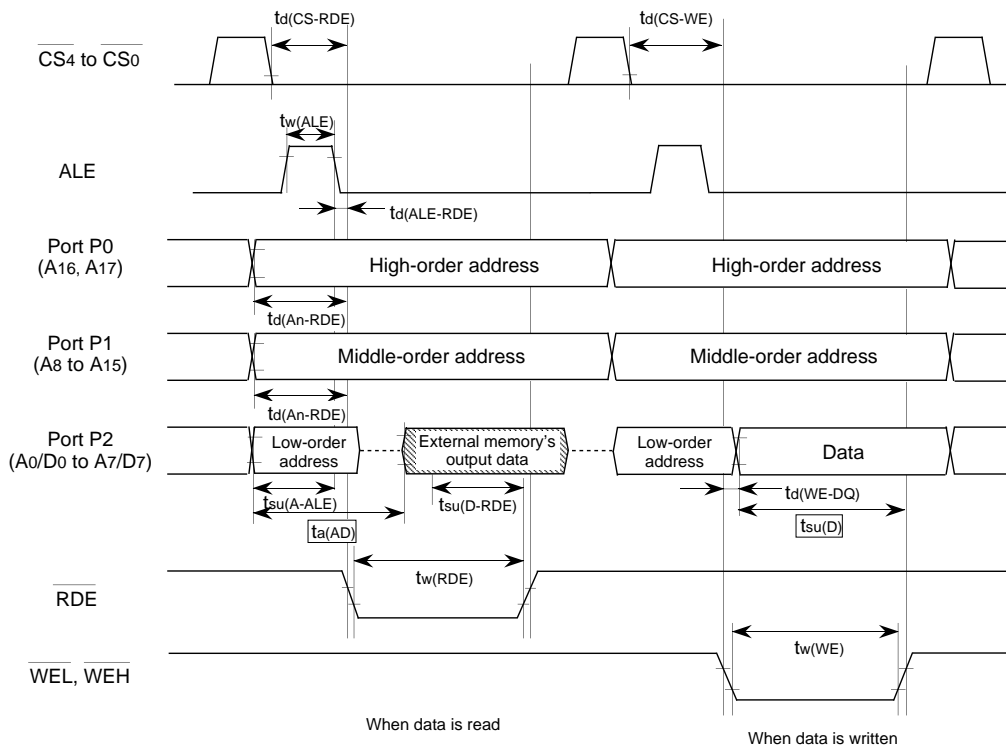 td(CS-RDE)
td(CS-WE)
CS4 to CS0
tw(ALE)
ALE
td(ALE-RDE)
Port P0
(A16, A17)
High-order address
High-order address
td(An-RDE)
Port P1
(A8 to A15)
Middle-order address
Middle-order address
td(An-RDE)
Port P2
(A0/D0 to A7/D7)
Low-order
address
External memory's
output data
Low-order
address
Data
tsu(A-ALE)
tsu(D-RDE)
td(WE-DQ)
ta(AD)
tsu(D)
tw(RDE)
RDE
tw(WE)
WEL, WEH
When data is read
When data is written